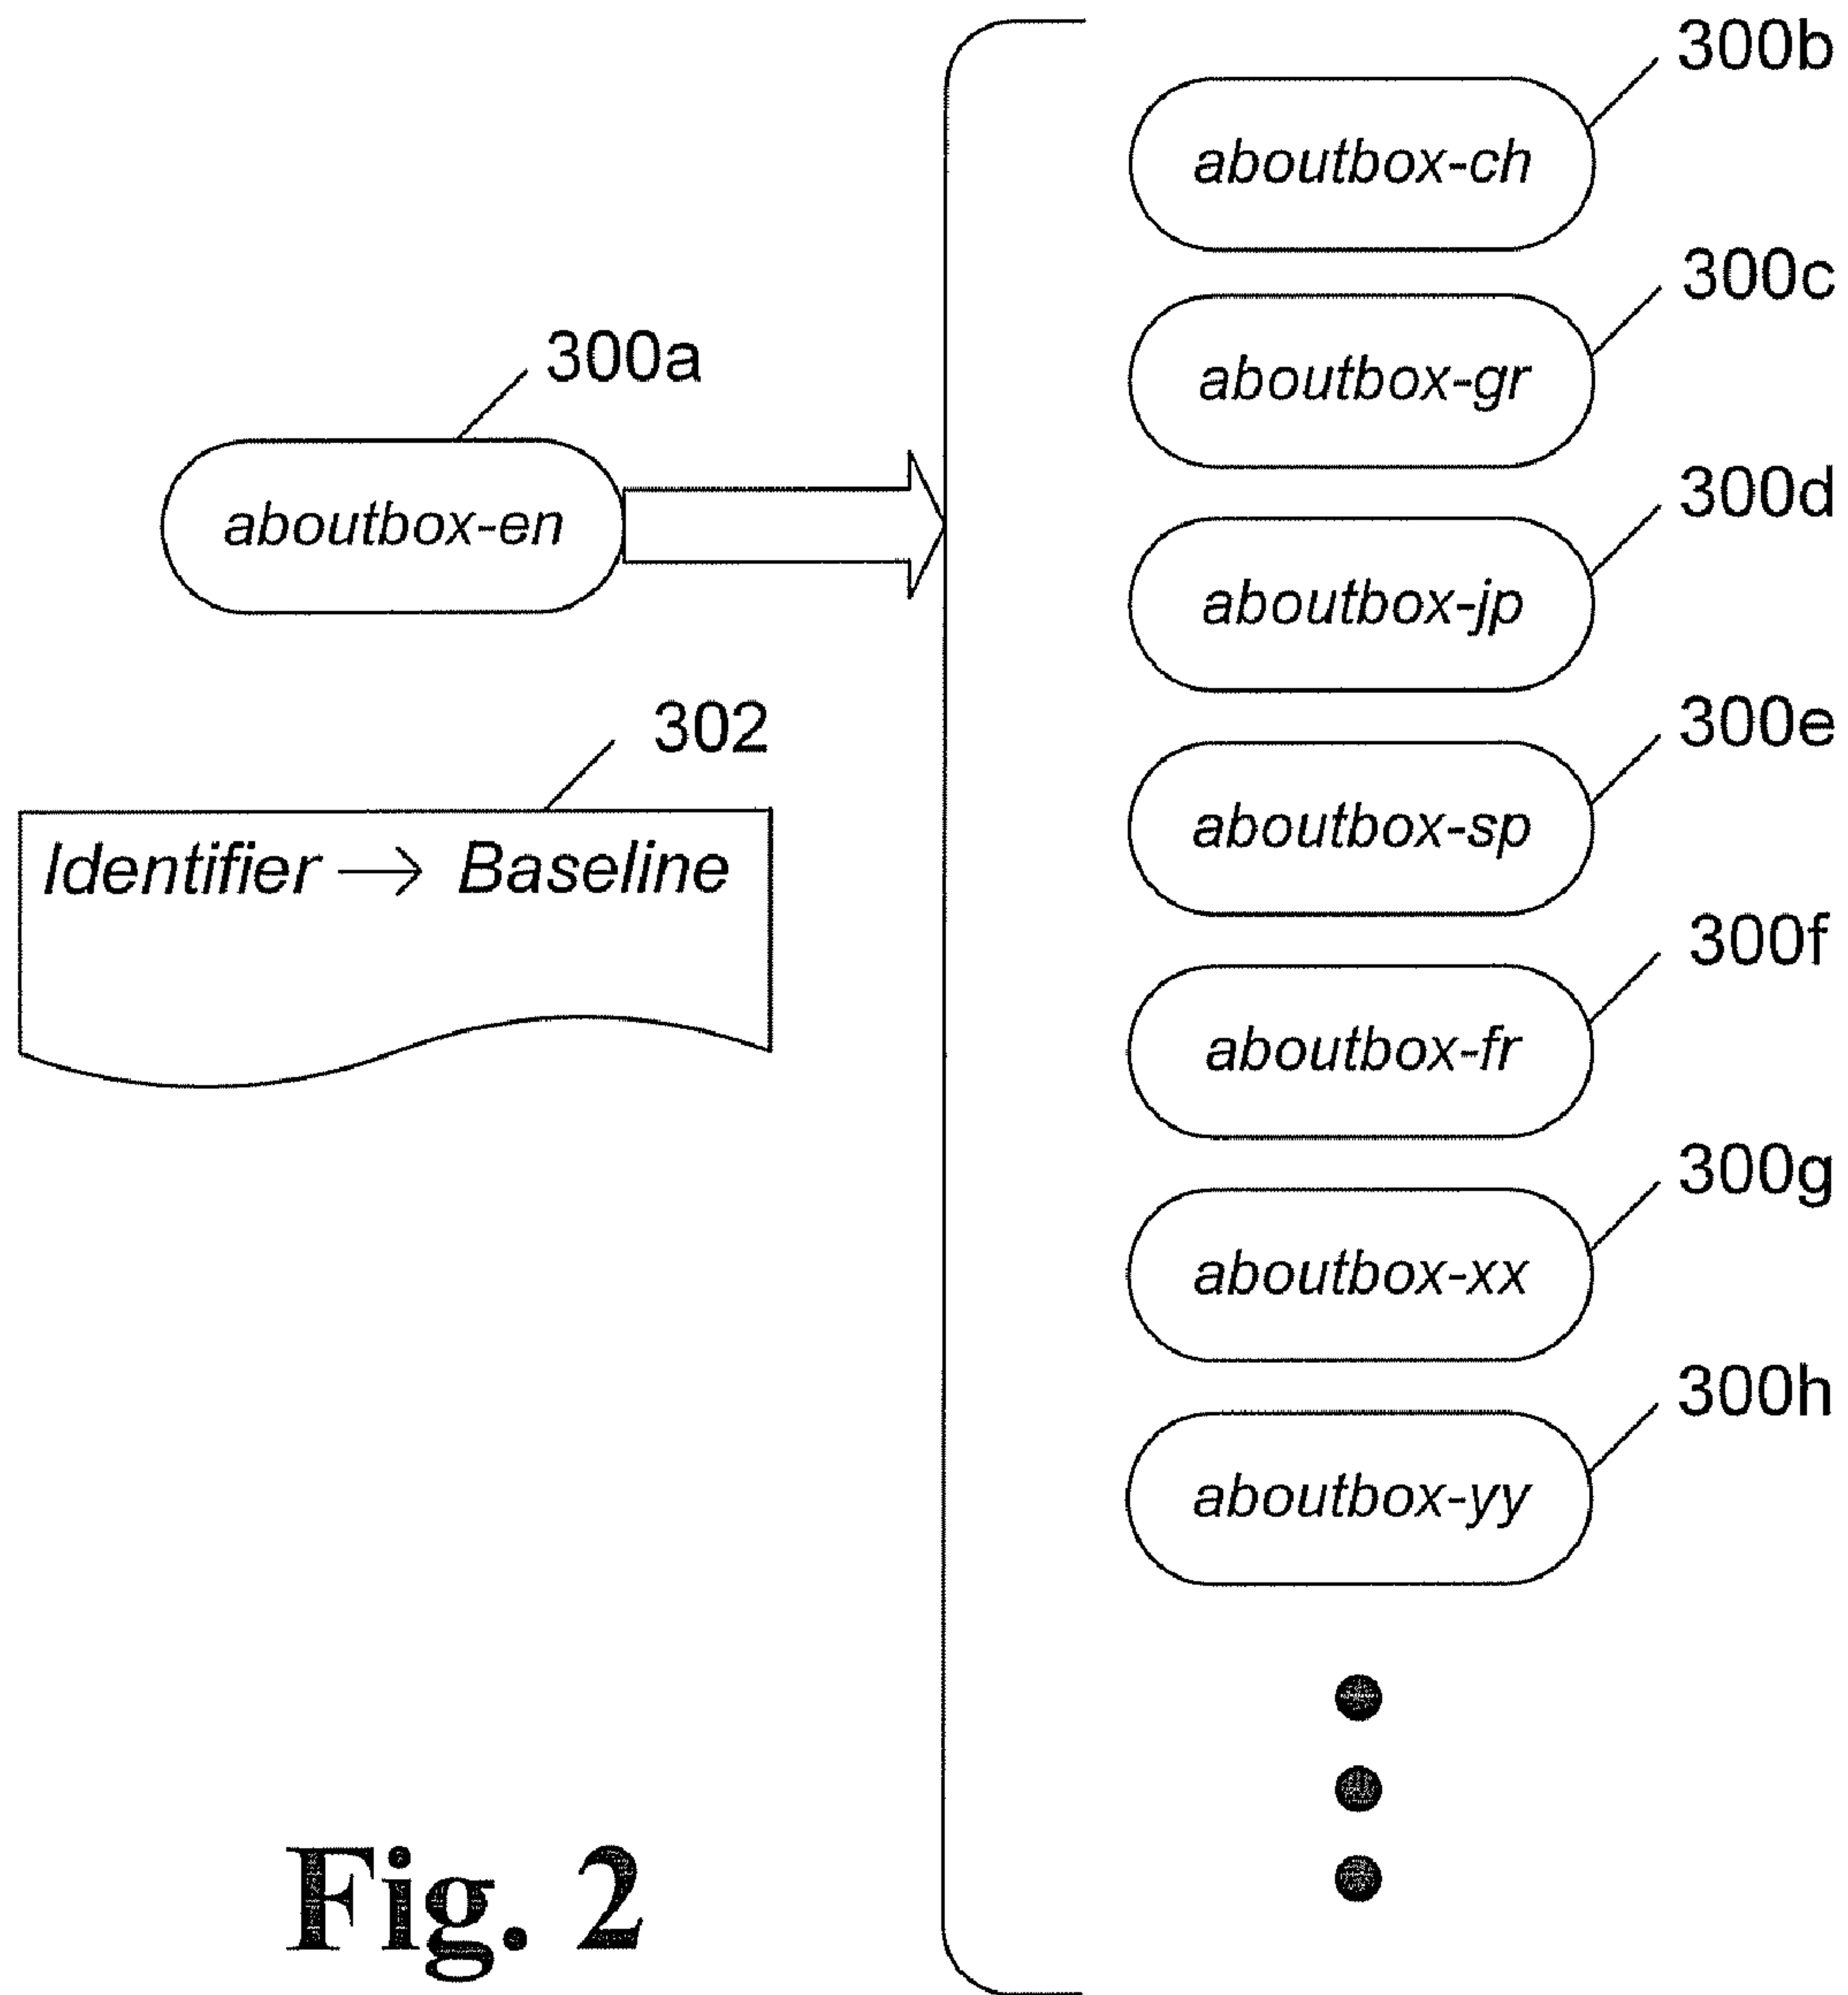 300a
aboutbox-en
302
Identifier → Baseline
300b
aboutbox-ch
300c
aboutbox-gr
300d
aboutbox-jp
300e
aboutbox-sp
300f
aboutbox-fr
300g
aboutbox-xx
300h
aboutbox-yy
Fig. 2